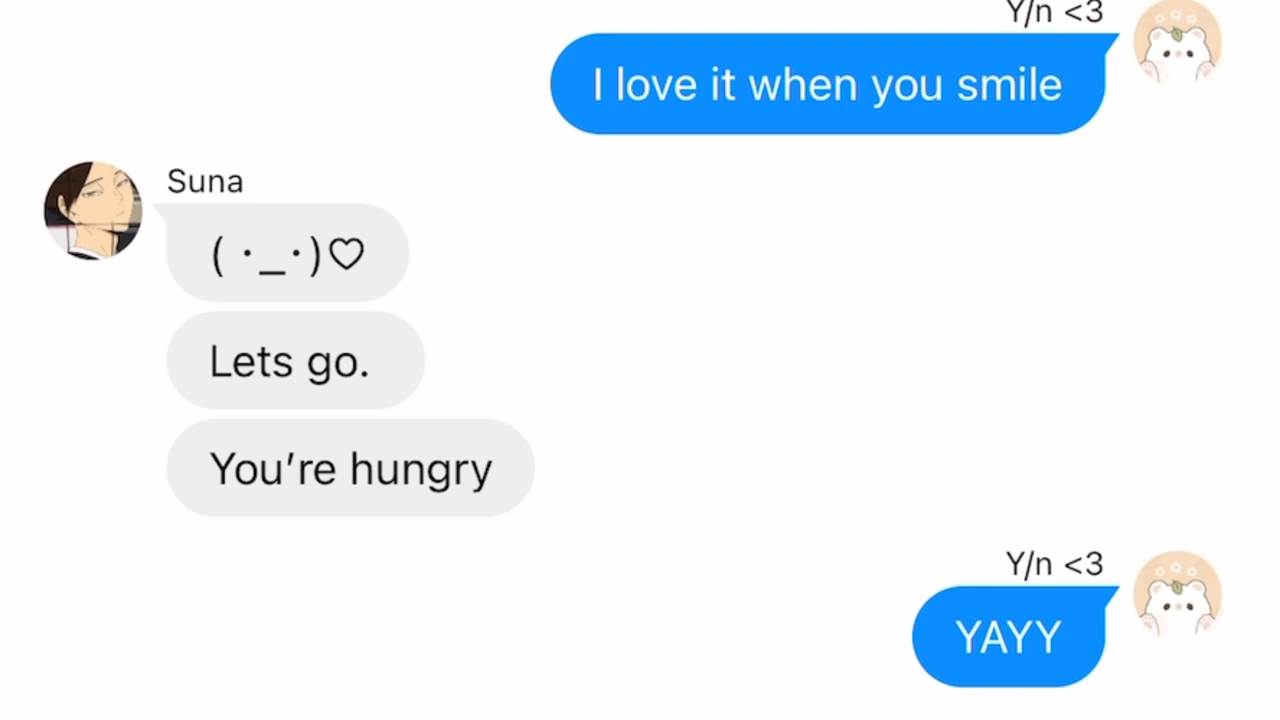 Y/n <3
I love it when you smile
Suna
( ·_·)♡
Lets go.
You’re hungry
Y/n <3
YAYY